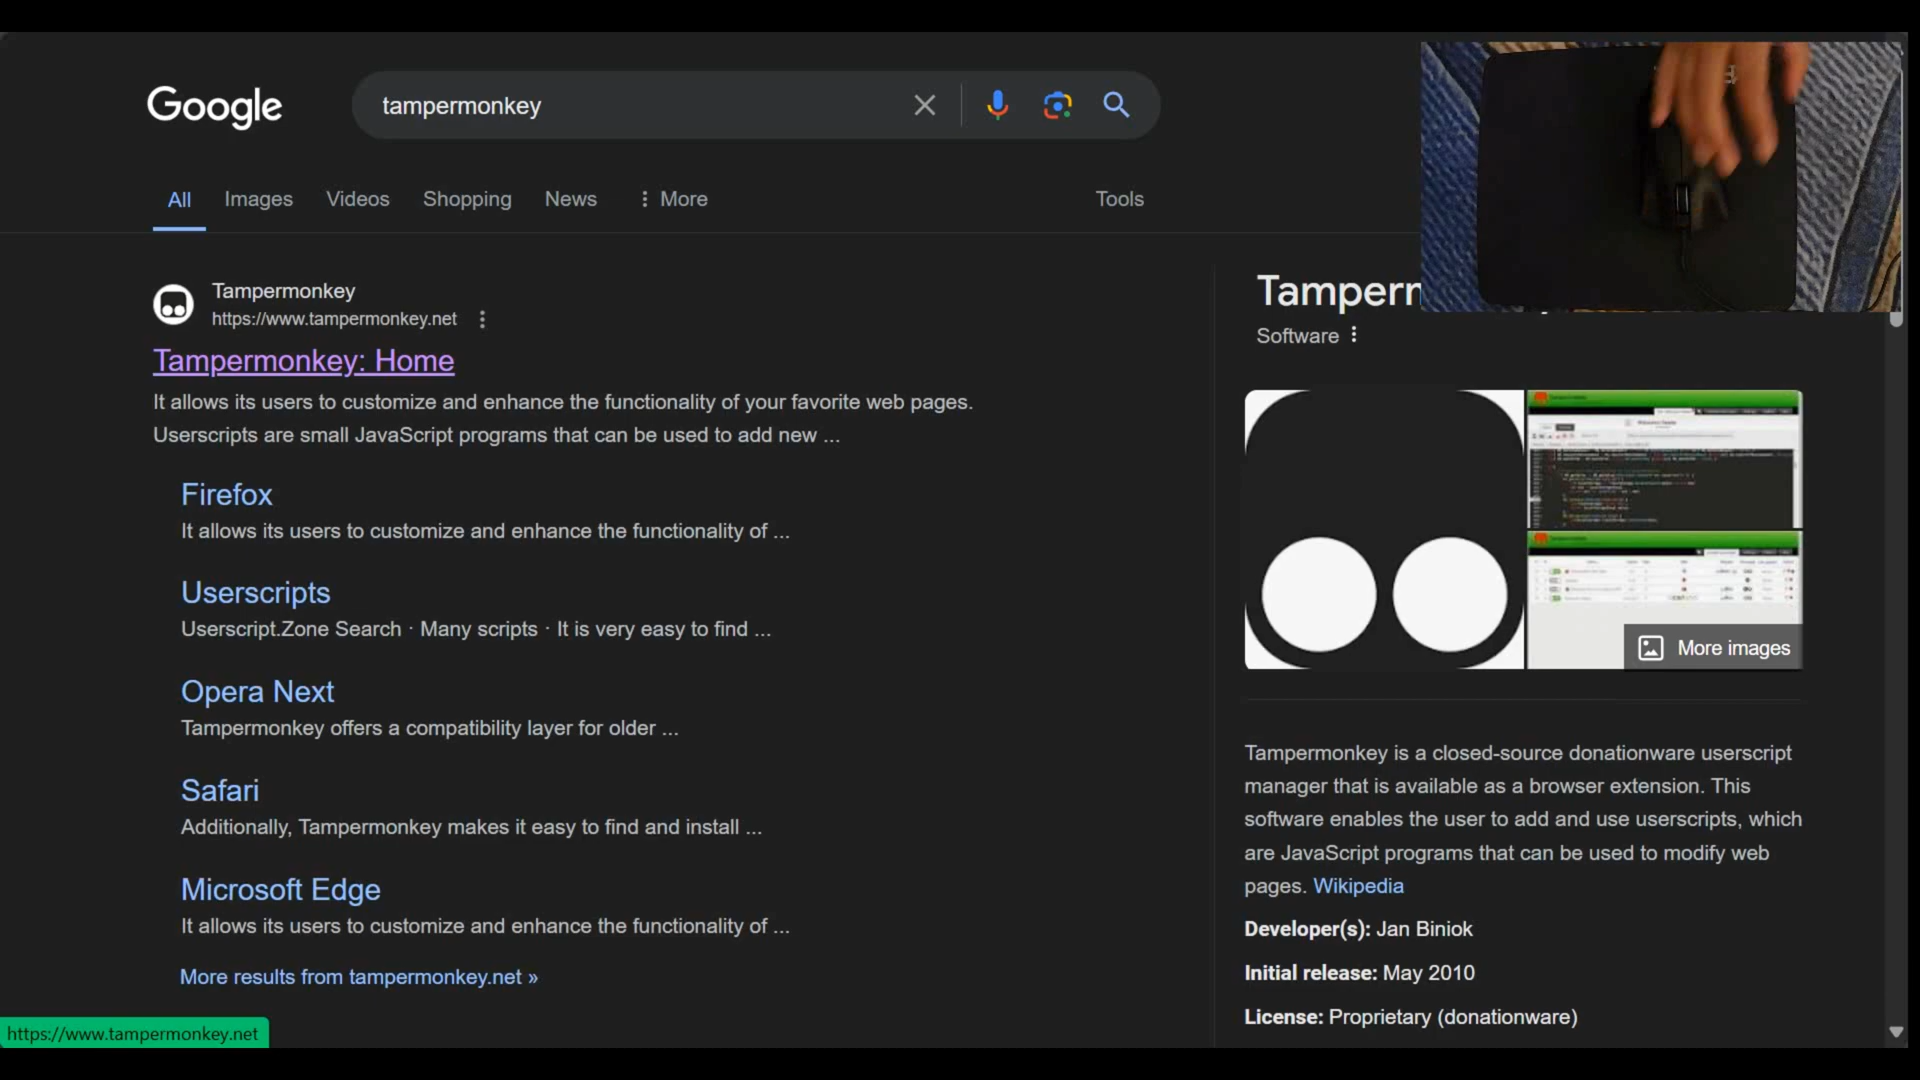 Google
tampermonkey
All
Images
Videos
Shopping
News
More
Tools
Tampermonkey
https://www.tampermonkey.net
Tampermonkey: Home
It allows its users to customize and enhance the functionality of your favorite web pages.
Userscripts are small JavaScript programs that can be used to add new ...
Firefox
It allows its users to customize and enhance the functionality of ...
Userscripts
Userscript.Zone Search · Many scripts · It is very easy to find ...
Opera Next
Tampermonkey offers a compatibility layer for older ...
Safari
Additionally, Tampermonkey makes it easy to find and install ...
Microsoft Edge
It allows its users to customize and enhance the functionality of ...
More results from tampermonkey.net »
https://www.tampermonkey.net
Software
More images
Tampermonkey is a closed-source donationware userscript
manager that is available as a browser extension. This
software enables the user to add and use userscripts, which
are JavaScript programs that can be used to modify web
pages. Wikipedia
Developer(s): Jan Biniok
Initial release: May 2010
License: Proprietary (donationware)